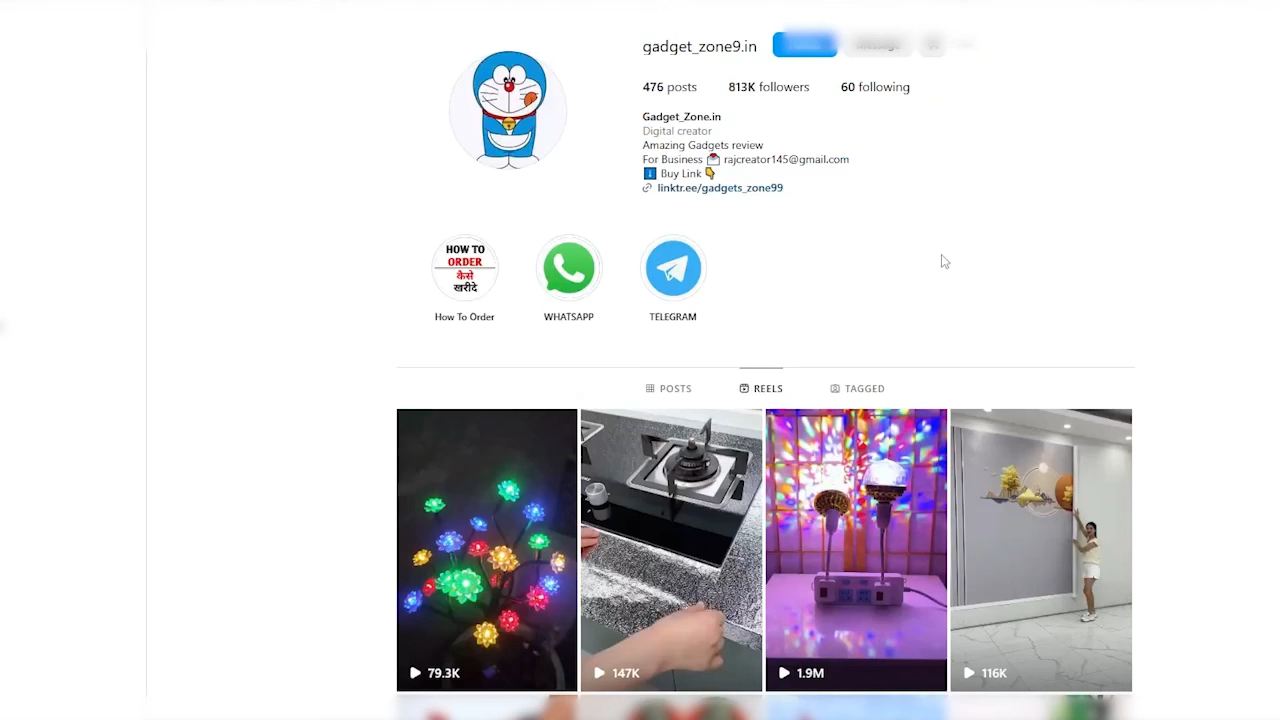 gadget_zone9.in
476 posts 813K followers 60 following
Gadget_Zone.in
Digital creator
Amazing Gadgets review
For Business 📩 rajcreator145@gmail.com
⬇️ Buy Link 👇
linktr.ee/gadgets_zone99
HOW TO
ORDER
केसे
खरीदे
How To Order WHATSAPP TELEGRAM
POSTS REELS TAGGED
79.3K 147K 1.9M 116K